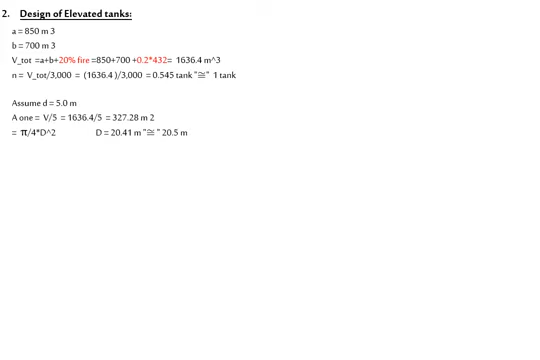 2. Design of Elevated tanks:
a = 850 m 3
b = 700 m 3
V_tot =a+b+20% fire =850+700 +0.2*432= 1636.4 m^3
n = V_tot/3,000 = (1636.4 )/3,000 = 0.545 tank "≅" 1 tank
Assume d = 5.0 m
A one = V/5 = 1636.4/5 = 327.28 m 2
= π/4*D^2 D = 20.41 m "≅ " 20.5 m